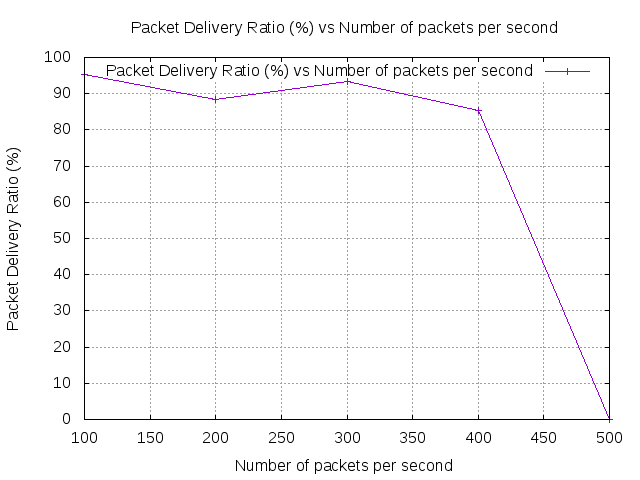 Packet Delivery Ratio (%) vs Number of packets per second
Packet Delivery Ratio (%) vs Number of packets per second
100
90
80
70
60
50
40
30
20
10
0
Packet Delivery Ratio (%)
100 150 200 250 300 350 400 450 500
Number of packets per second